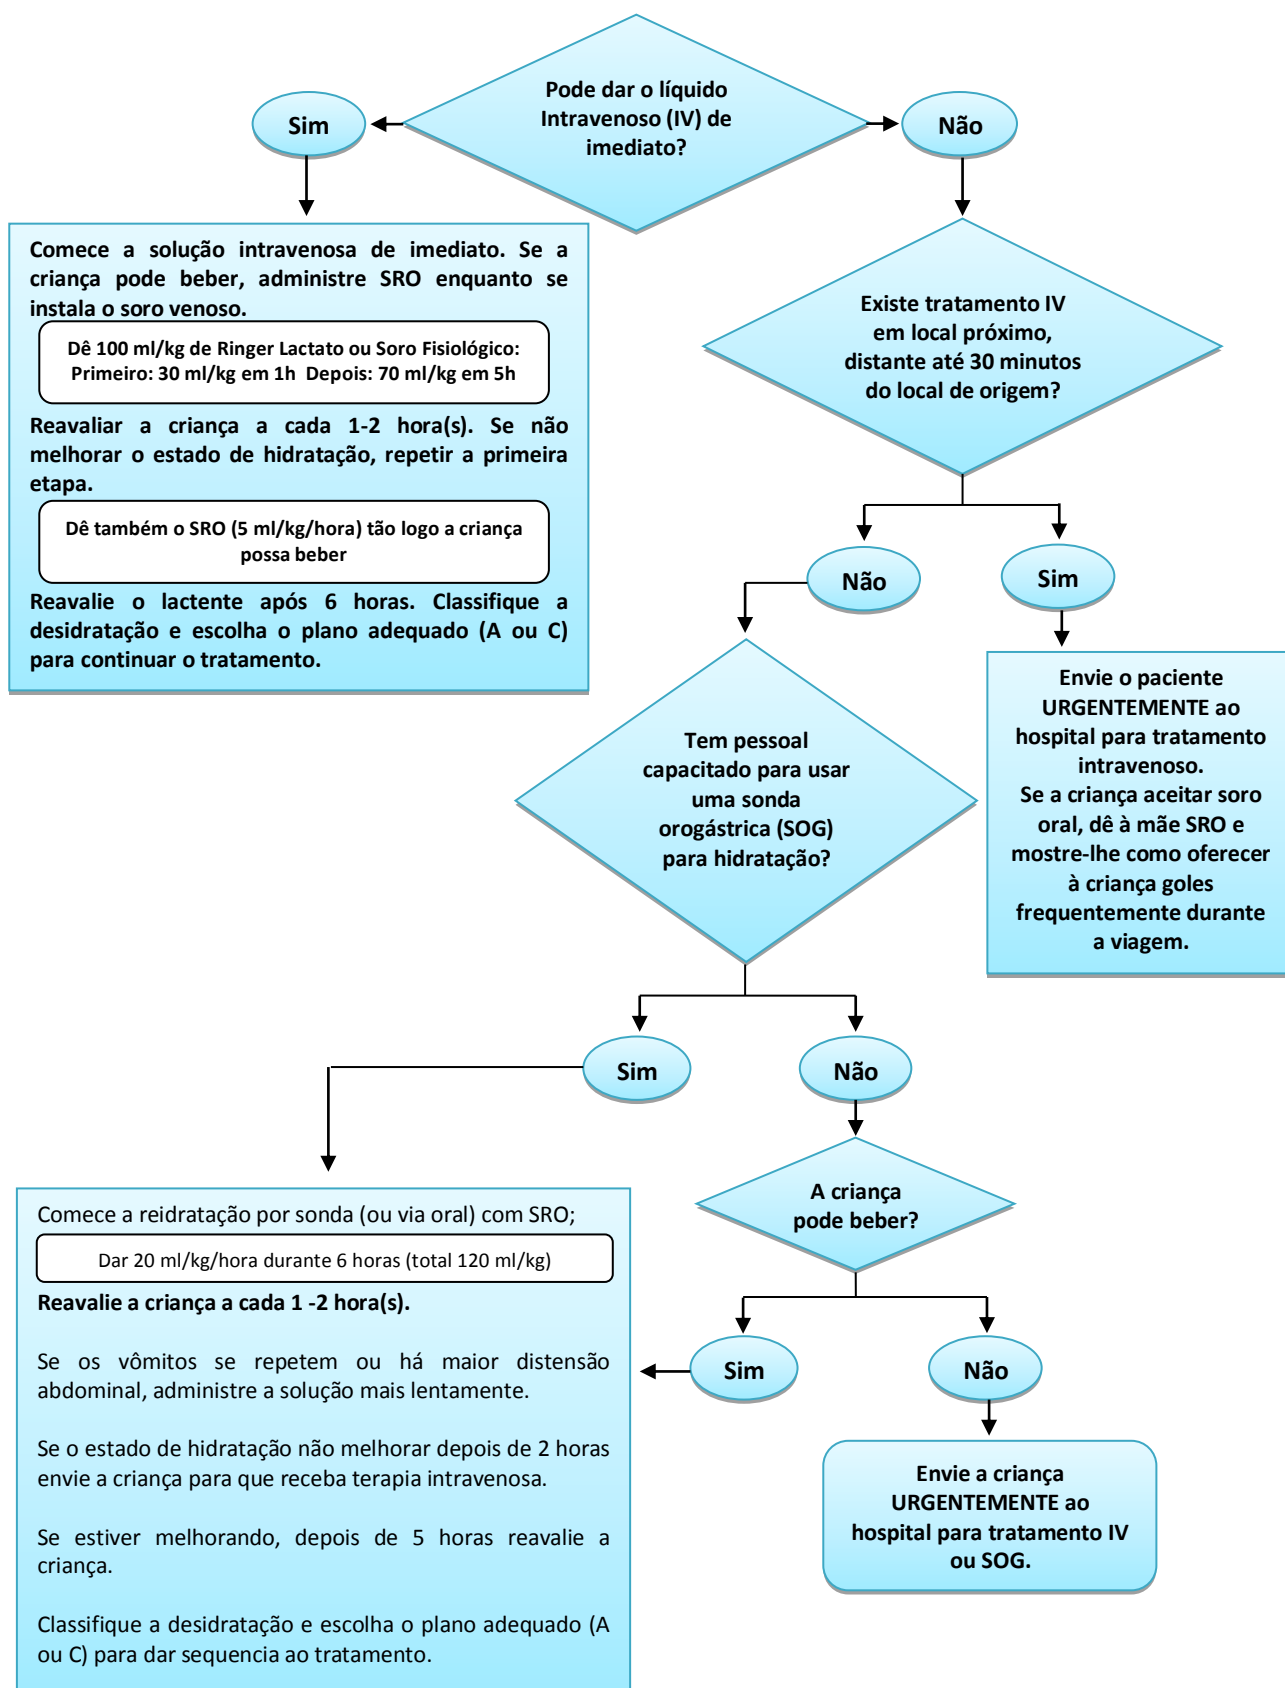 Pode dar o líquido
Intravenoso (IV) de
imediato?
Sim
Não
Comece a solução intravenosa de imediato. Se a
criança pode beber, administre SRO enquanto se
instala o soro venoso.
Dê 100 ml/kg de Ringer Lactato ou Soro Fisiológico:
Primeiro: 30 ml/kg em 1h Depois: 70 ml/kg em 5h
Reavaliar a criança a cada 1-2 hora(s). Se não
melhorar o estado de hidratação, repetir a primeira
etapa.
Dê também o SRO (5 ml/kg/hora) tão logo a criança
possa beber
Reavalie o lactente após 6 horas. Classifique a
desidratação e escolha o plano adequado (A ou C)
para continuar o tratamento.
Existe tratamento IV
em local próximo,
distante até 30 minutos
do local de origem?
Não
Sim
Envie o paciente
URGENTEMENTE ao
hospital para tratamento
intravenoso.
Se a criança aceitar soro
oral, dê à mãe SRO e
mostre-lhe como oferecer
à criança goles
frequentemente durante
a viagem.
Tem pessoal
capacitado para usar
uma sonda
orogástrica (SOG)
para hidratação?
Sim
Não
A criança
pode beber?
Sim
Não
Comece a reidratação por sonda (ou via oral) com SRO;
Dar 20 ml/kg/hora durante 6 horas (total 120 ml/kg)
Reavalie a criança a cada 1 -2 hora(s).
Se os vômitos se repetem ou há maior distensão
abdominal, administre a solução mais lentamente.
Se o estado de hidratação não melhorar depois de 2 horas
envie a criança para que receba terapia intravenosa.
Se estiver melhorando, depois de 5 horas reavalie a
criança.
Classifique a desidratação e escolha o plano adequado (A
ou C) para dar sequencia ao tratamento.
Envie a criança
URGENTEMENTE ao
hospital para tratamento IV
ou SOG.